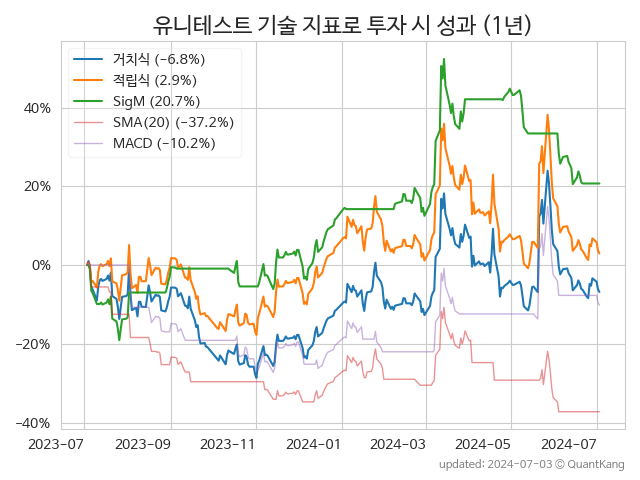 유니테스트 기술 지표로 투자 시 성과 (1년)
거치식 (−6.8%)
적립식 (2.9%)
SigM (20.7%)
SMA(20) (−37.2%)
MACD (−10.2%)
40%
20%
0%
−20%
−40%
2023-07 2023-09 2023-11 2024-01 2024-03 2024-05 2024-07
updated: 2024-07-03 © QuantKang